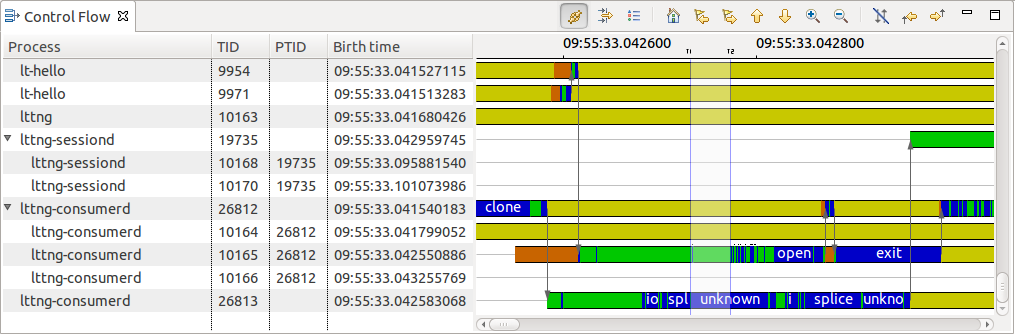 Control Flow
Process TID PTID Birth time 09:55:33.042600 09:55:33.042800
T1 T2
lt-hello 9954 09:55:33.041527115
lt-hello 9971 09:55:33.041513283
lttng 10163 09:55:33.041680426
lttng-sessiond 19735 09:55:33.042959745
lttng-sessiond 10168 19735 09:55:33.095881540
lttng-sessiond 10170 19735 09:55:33.101073986
lttng-consumerd 26812 09:55:33.041540183 clone
lttng-consumerd 10164 26812 09:55:33.041799052
lttng-consumerd 10165 26812 09:55:33.042550886 open exit
lttng-consumerd 10166 26812 09:55:33.043255769
lttng-consumerd 26813 09:55:33.042583068 io spl unknown i splice unkno